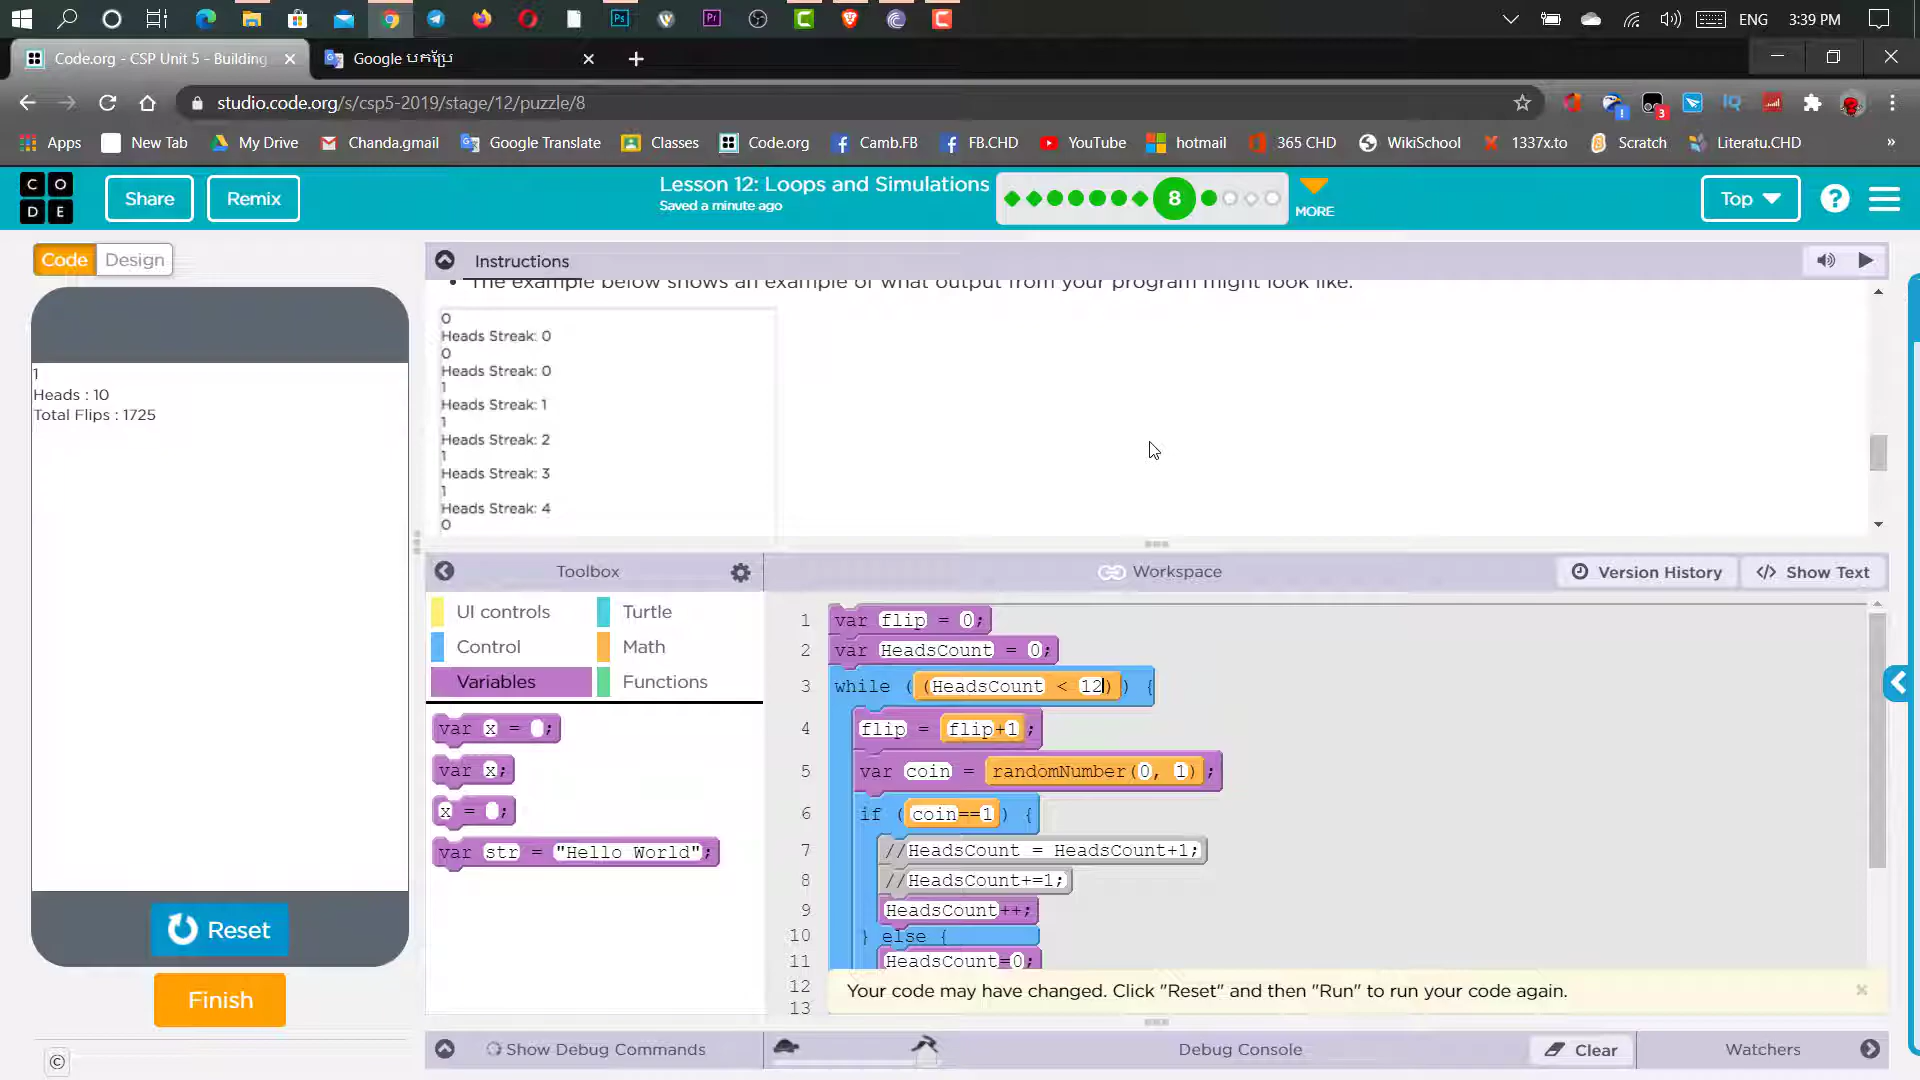 ENG 3:39 PM
Code.org - CSP Unit 5 - Building
Google បកប្រែ
studio.code.org/s/csp5-2019/stage/12/puzzle/8
Apps New Tab My Drive Chanda.gmail Google Translate Classes Code.org Camb.FB FB.CHD YouTube hotmail 365 CHD WikiSchool 1337x.to Scratch Literatu.CHD »
CODE
Share
Remix
Lesson 12: Loops and Simulations
Saved a minute ago
8
MORE
Top
?
Code Design
Instructions
The example below shows an example of what output from your program might look like.
0
Heads Streak: 0
0
Heads Streak: 0
1
Heads Streak: 1
1
Heads Streak: 2
1
Heads Streak: 3
1
Heads Streak: 4
0
1
Heads : 10
Total Flips : 1725
Reset
Finish
©
Toolbox
Workspace
Version History
</> Show Text
UI controls
Turtle
Control
Math
Variables
Functions
var x = ;
var x;
x = ;
var str = "Hello World";
1 var flip = 0;
2 var HeadsCount = 0;
3 while ( (HeadsCount < 12) ) {
4 flip = flip+1 ;
5 var coin = randomNumber(0, 1) ;
6 if ( coin==1 ) {
7 //HeadsCount = HeadsCount+1;
8 //HeadsCount+=1;
9 HeadsCount++;
10 } else {
11 HeadsCount=0;
12
13
Your code may have changed. Click "Reset" and then "Run" to run your code again.
×
Show Debug Commands
Debug Console
Clear
Watchers